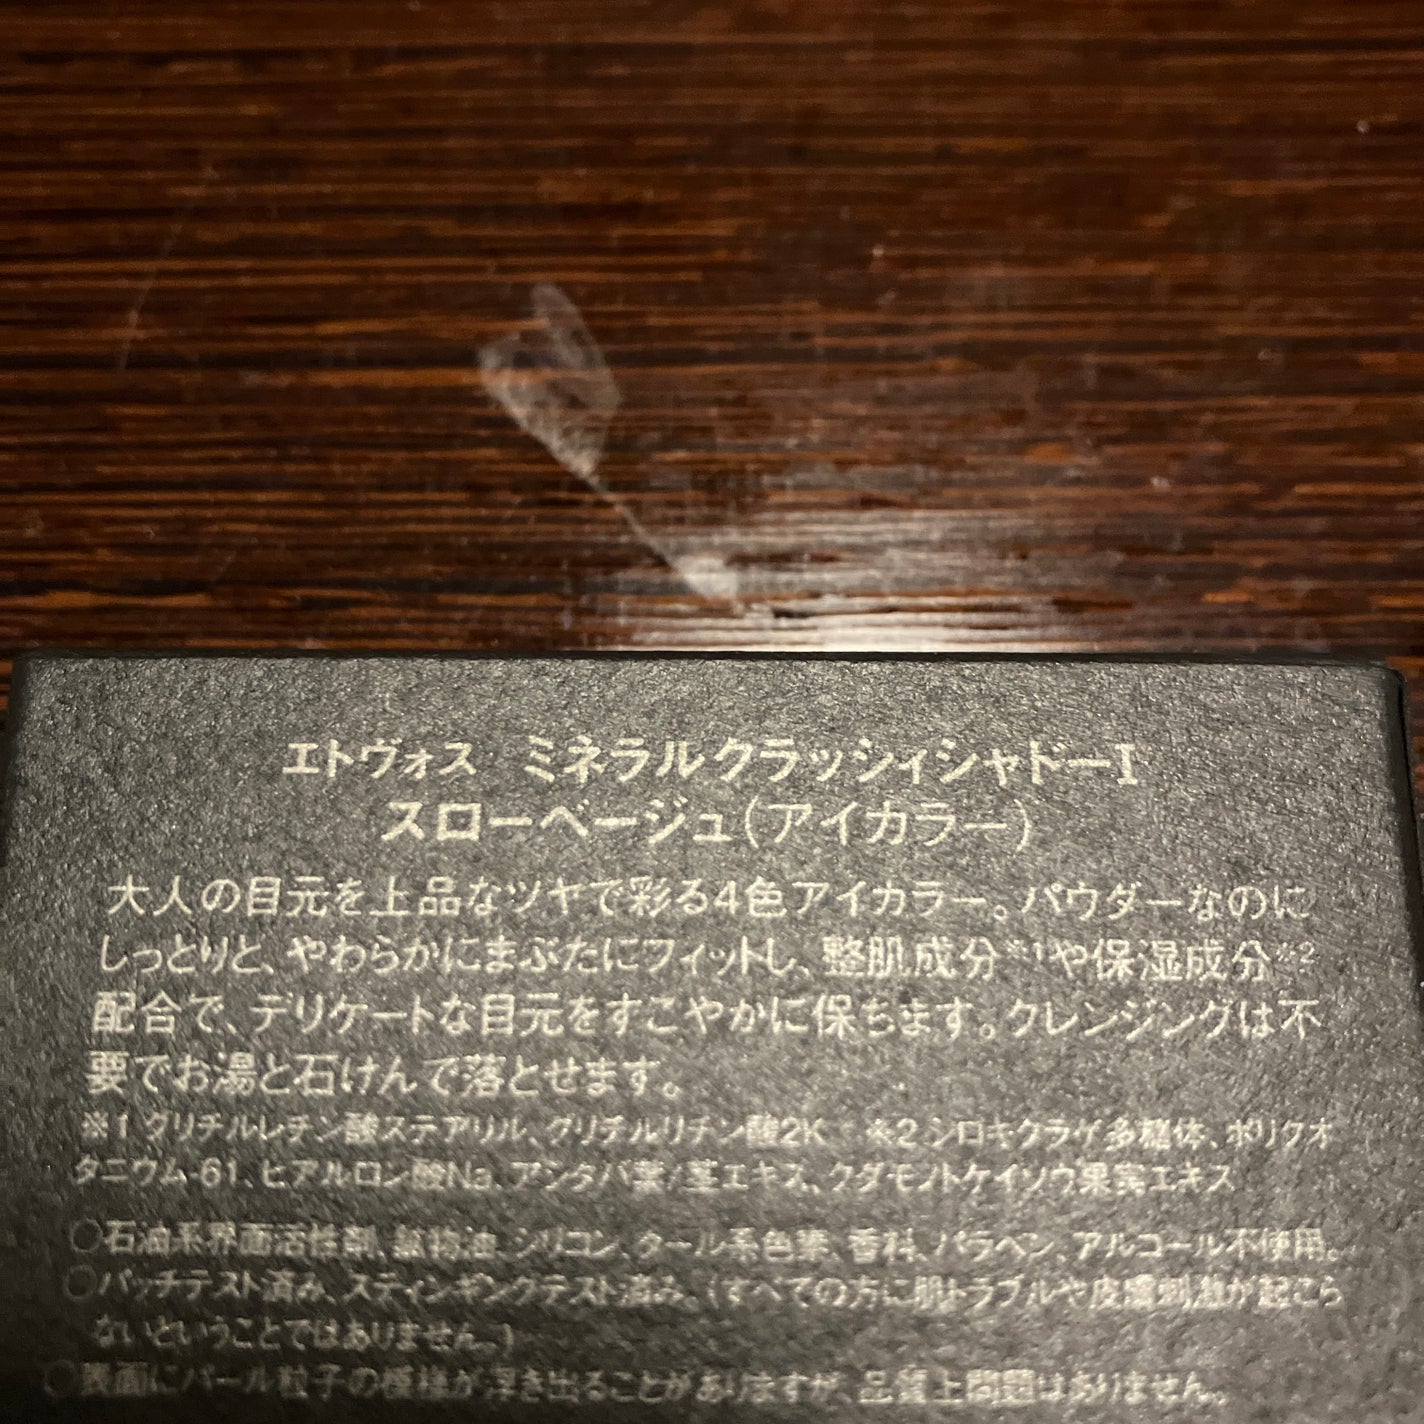 エトヴォス ミネラルクラッシィシャドーI
スローベージュ(アイカラー)
大人の目元を上品なツヤで彩る4色アイカラー。パウダーなのに
しっとりと、やわらかにまぶたにフィットし、整肌成分※1や保湿成分※2
配合で、デリケートな目元をすこやかに保ちます。クレンジングは不
要でお湯と石けんで落とせます。
※1 グリチルレチン酸ステアリル、グリチルリチン酸2K ※2 シロキクラゲ多糖体、ポリクオ
タニウム-61、ヒアルロン酸Na、アシタバ葉/茎エキス、クダモノトケイソウ果実エキス
○石油系界面活性剤、鉱物油、シリコン、タール系色素、香料、パラベン、アルコール不使用。
○パッチテスト済み、スティンギングテスト済み。(すべての方に肌トラブルや皮膚刺激が起こら
ないということではありません。)
○表面にパール粒子の模様が浮き出ることがありますが、品質上問題はありません。